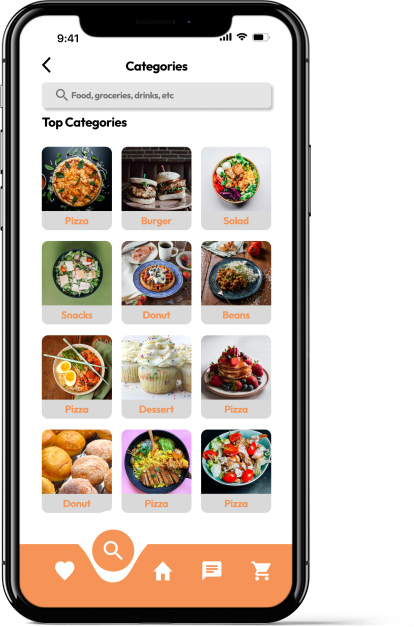 9:41
Categories
Food, groceries, drinks, etc
Top Categories
Pizza Burger Salad
Snacks Donut Beans
Pizza Dessert Pizza
Donut Pizza Pizza